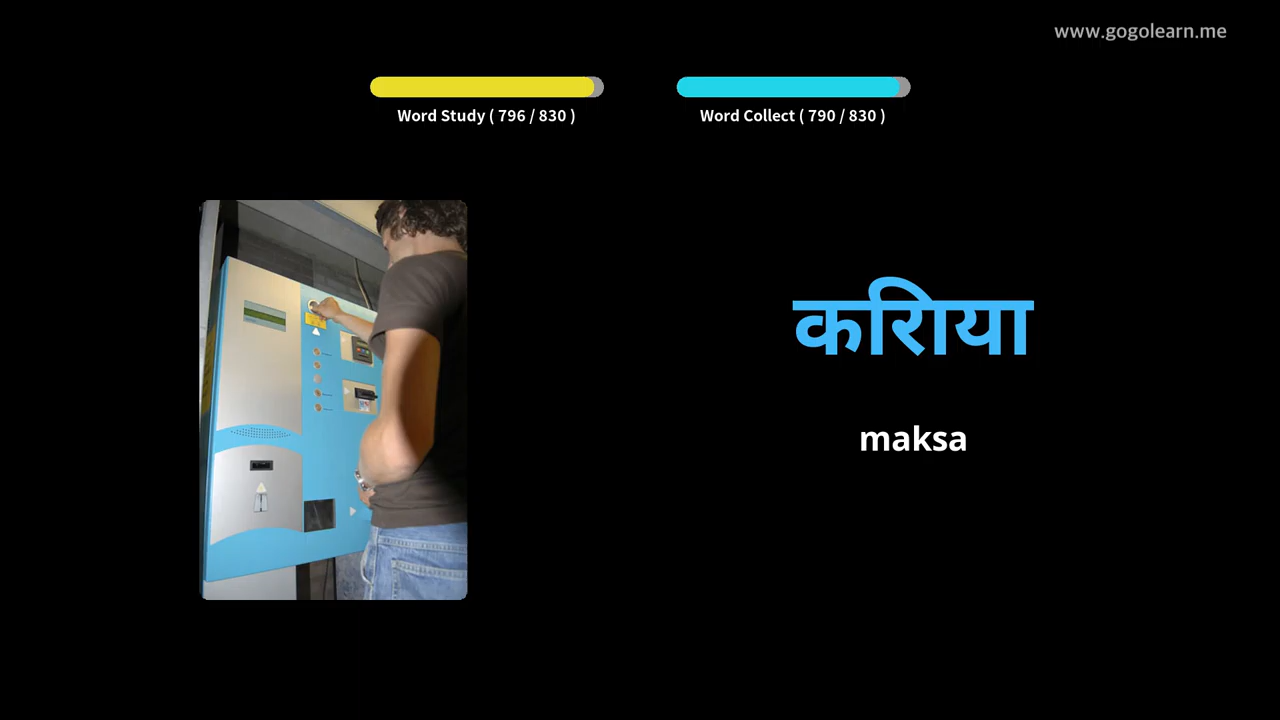 www.gogolearn.me
Word Study ( 796 / 830 )
Word Collect ( 790 / 830 )
करिाया
maksa